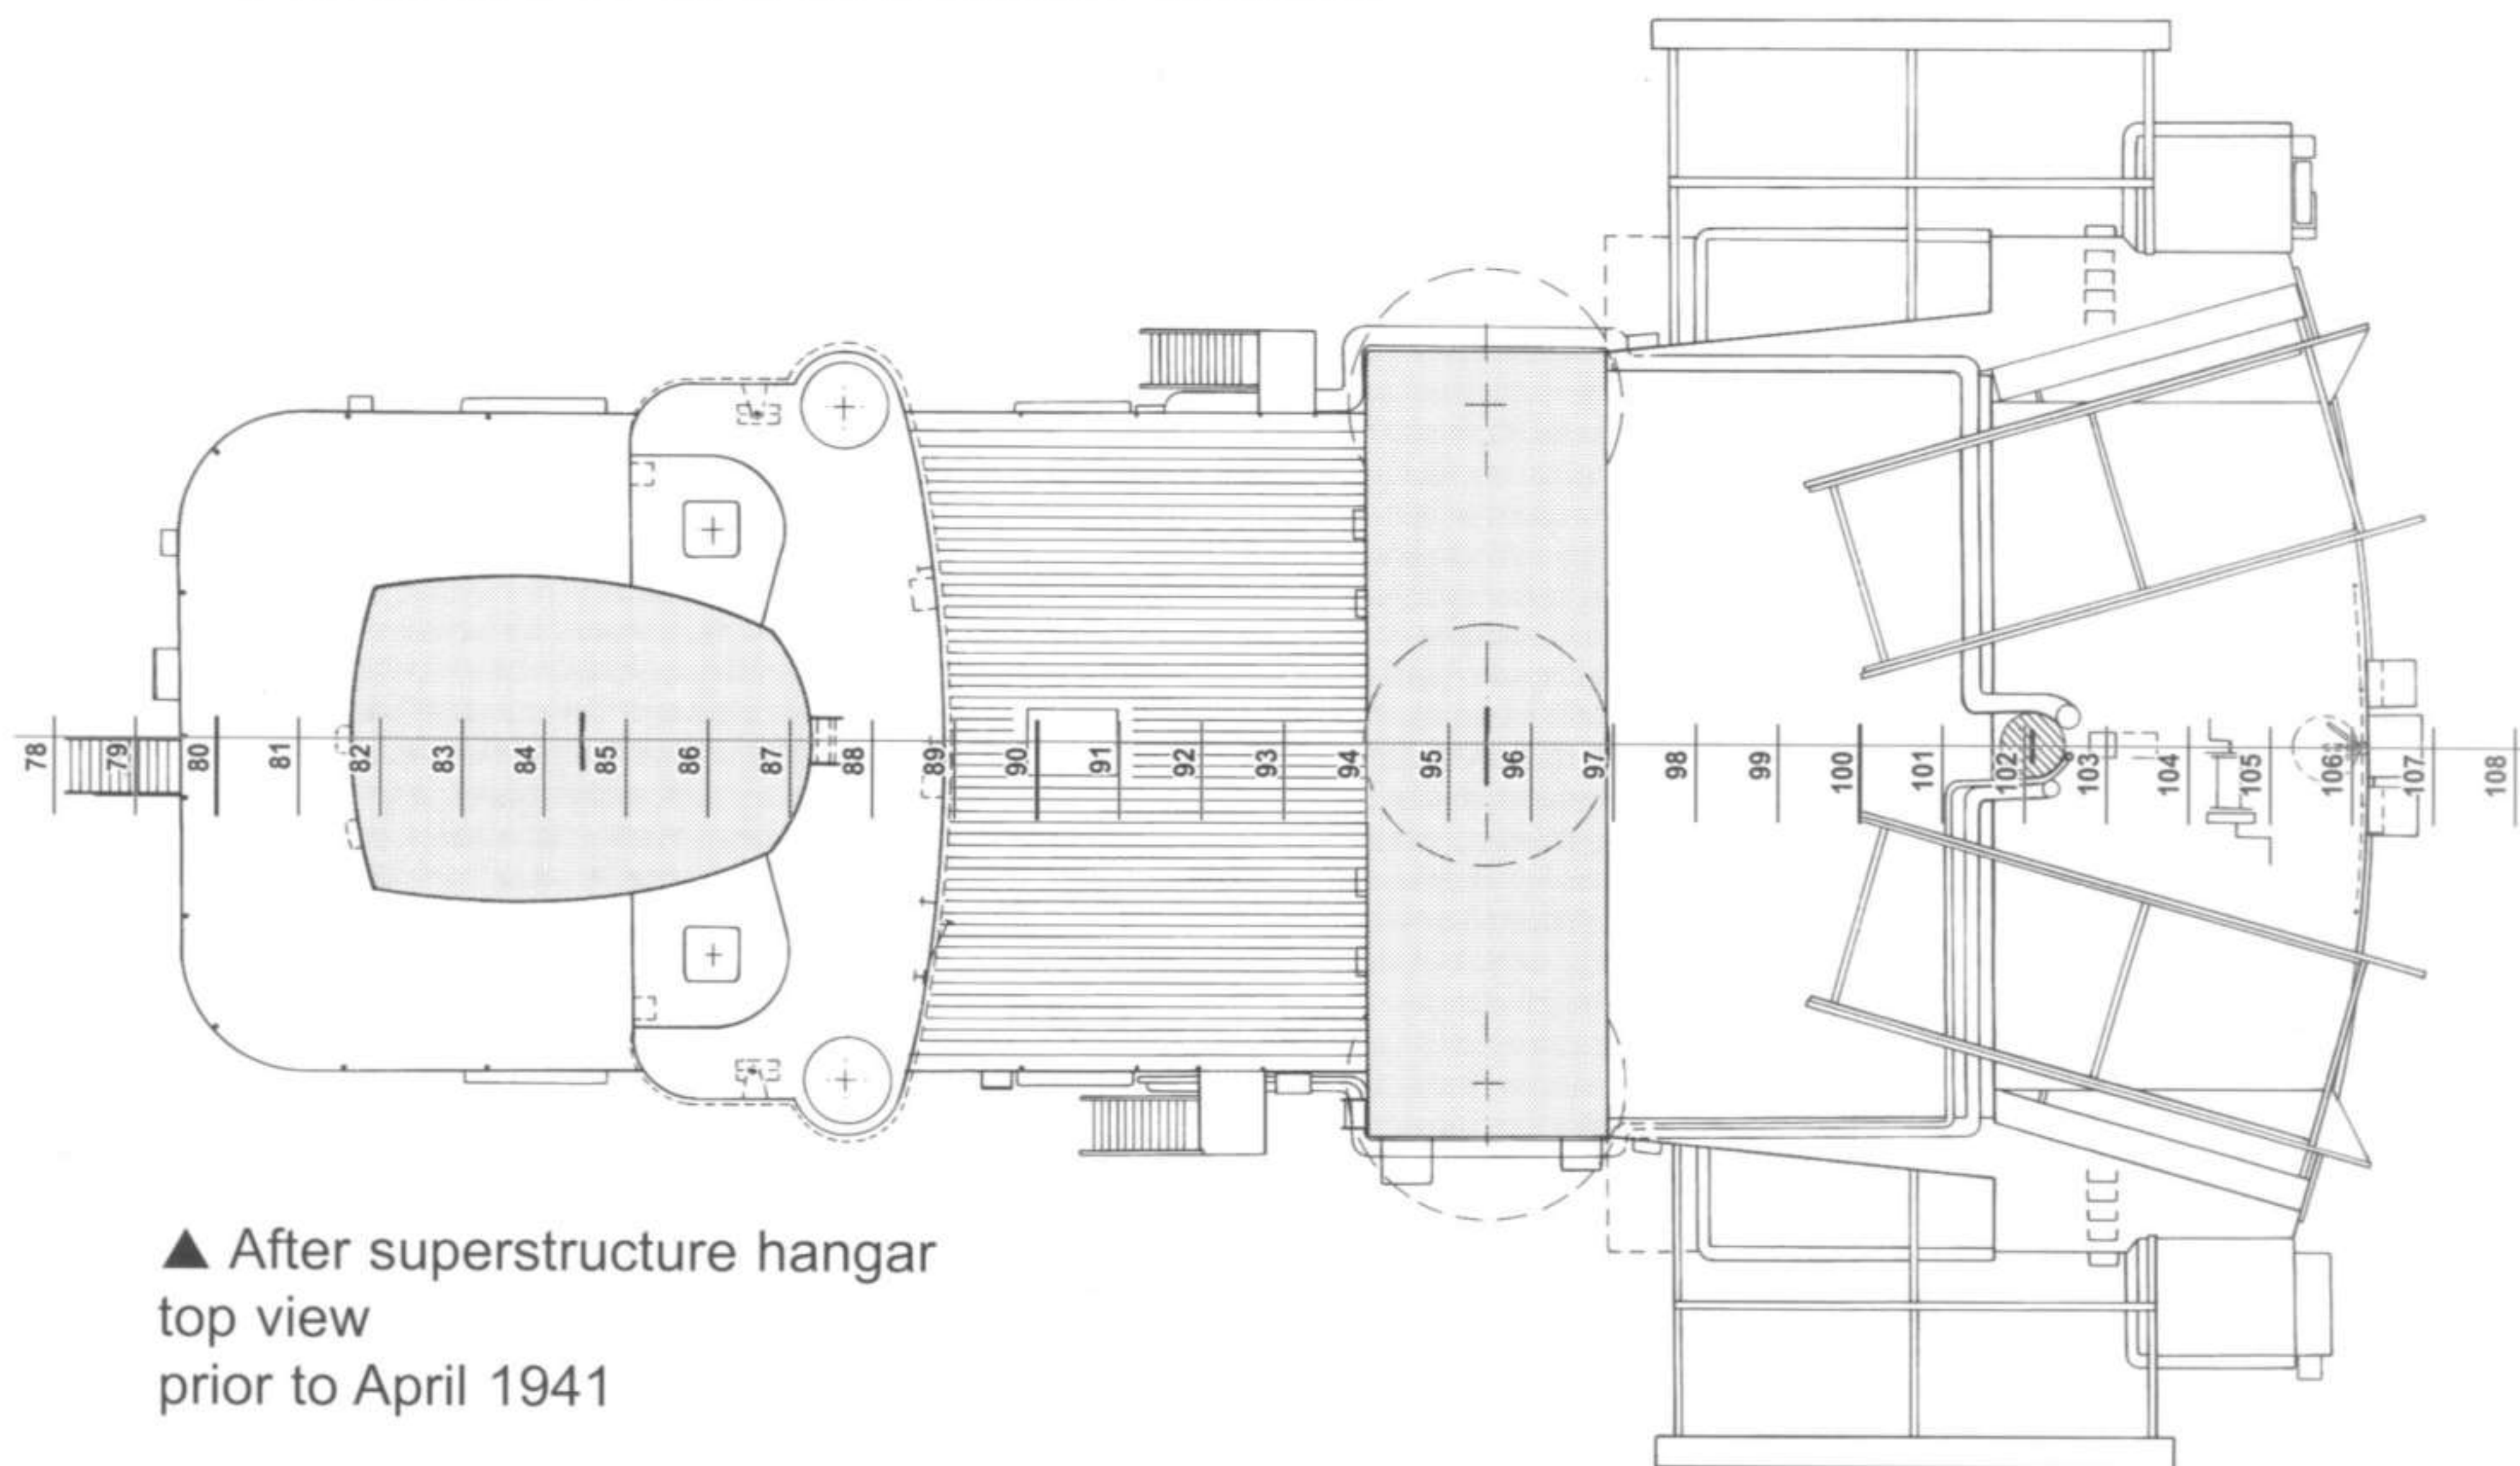 78 79 80 81 82 83 84 85 86 87 88 89 90 91 92 93 94 95 96 97 98 99 100 101 102 103 104 105 106 107 108
▲ After superstructure hangar
top view
prior to April 1941